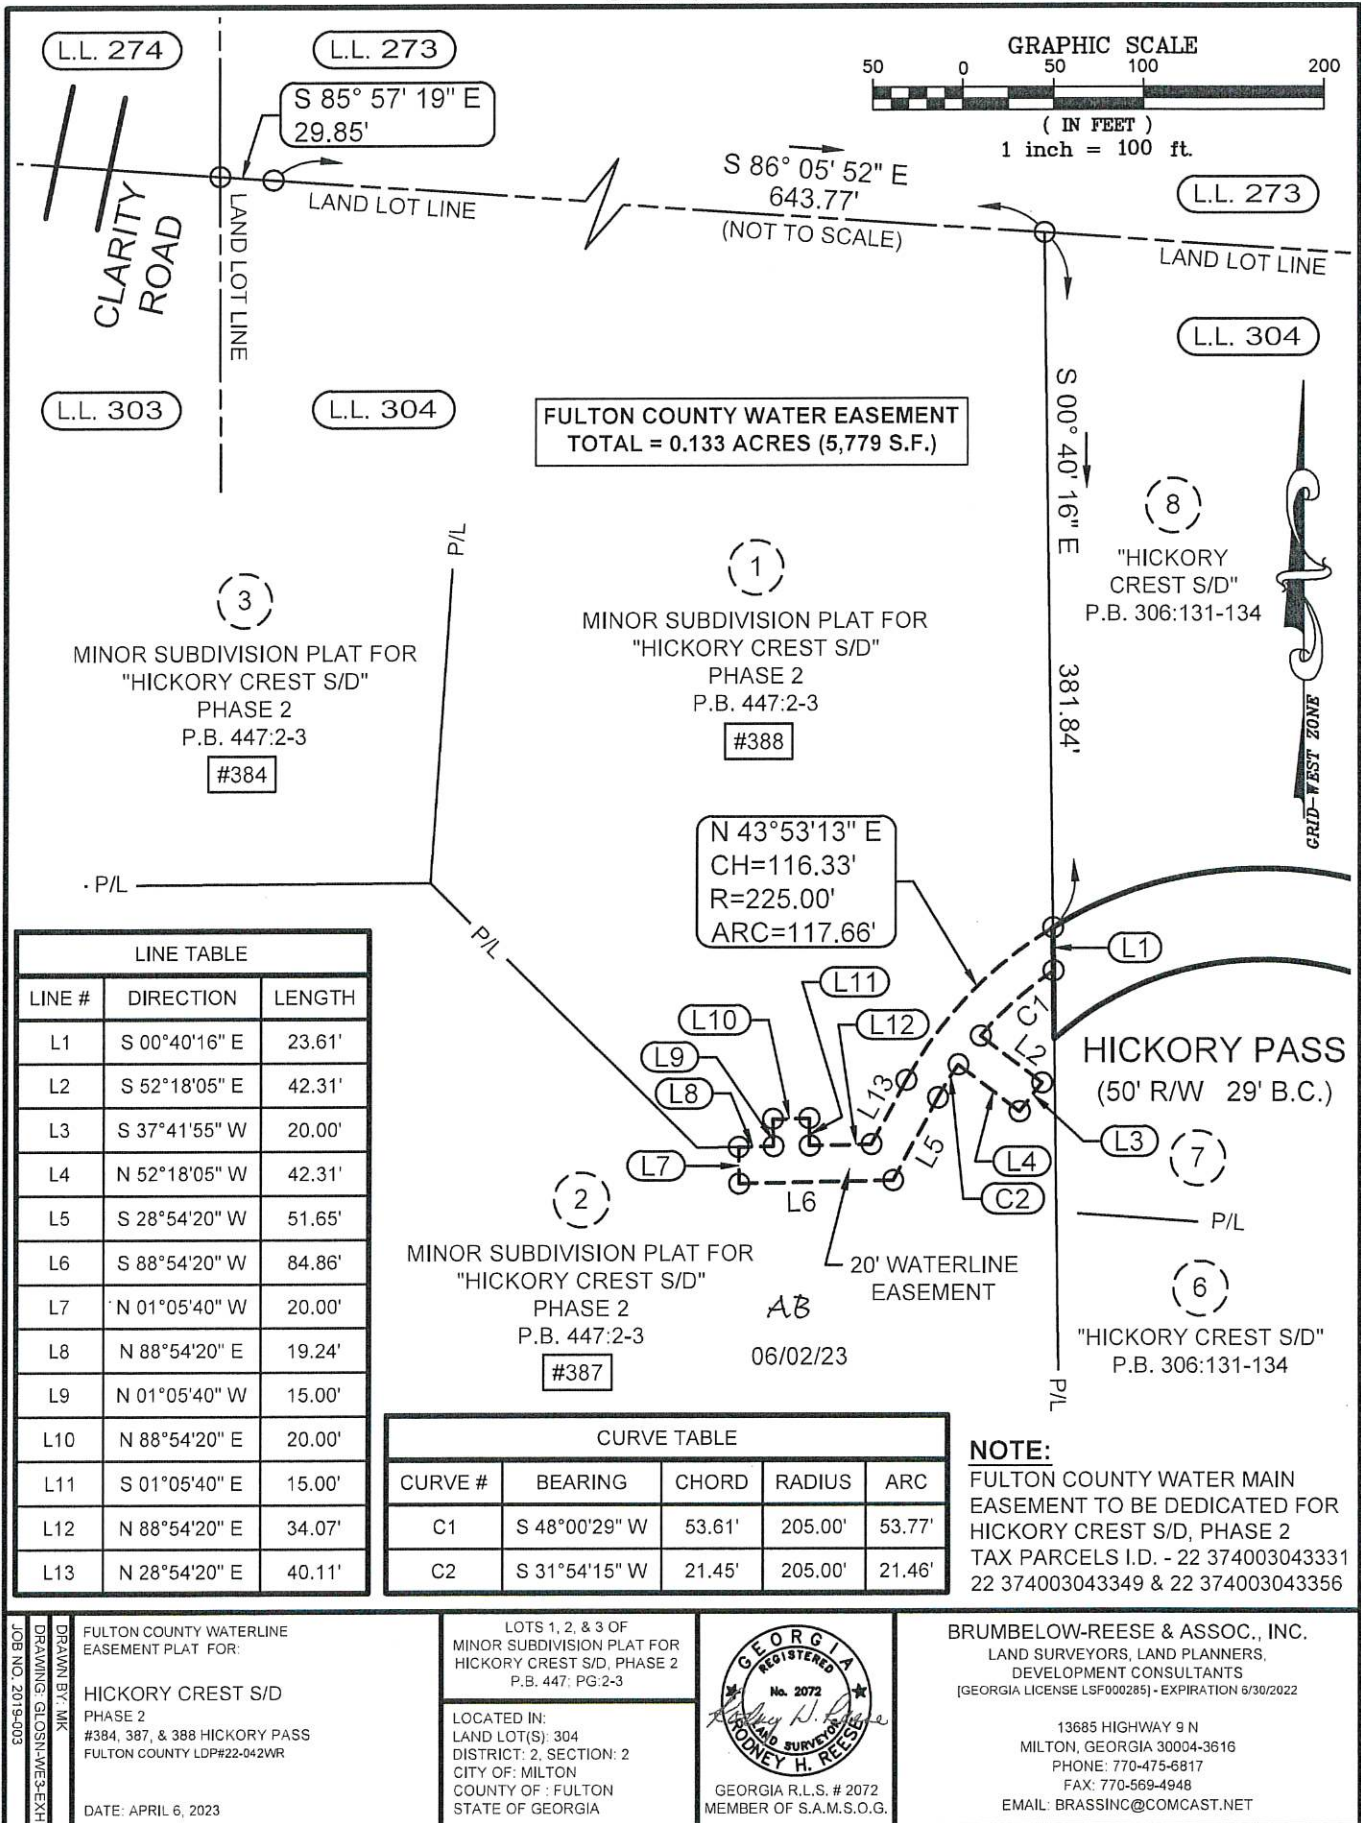 L.L. 274
L.L. 273
S 85° 57' 19" E
29.85'
GRAPHIC SCALE
50 0 50 100 200
( IN FEET )
1 inch = 100 ft.
S 86° 05' 52" E
643.77'
(NOT TO SCALE)
L.L. 273
LAND LOT LINE
LAND LOT LINE
LAND LOT LINE
CLARITY
ROAD
L.L. 304
L.L. 303
L.L. 304
FULTON COUNTY WATER EASEMENT
TOTAL = 0.133 ACRES (5,779 S.F.)
S 00° 40' 16" E
381.84'
8
"HICKORY
CREST S/D"
P.B. 306:131-134
GRID-WEST ZONE
P/L
3
MINOR SUBDIVISION PLAT FOR
"HICKORY CREST S/D"
PHASE 2
P.B. 447:2-3
#384
1
MINOR SUBDIVISION PLAT FOR
"HICKORY CREST S/D"
PHASE 2
P.B. 447:2-3
#388
N 43°53'13" E
CH=116.33'
R=225.00'
ARC=117.66'
P/L
P/L
L1
C1
L2
L3
L4
C2
L5
L6
L7
L8
L9
L10
L11
L12
L13
HICKORY PASS
(50' R/W 29' B.C.)
7
P/L
20' WATERLINE
EASEMENT
2
MINOR SUBDIVISION PLAT FOR
"HICKORY CREST S/D"
PHASE 2
P.B. 447:2-3
#387
AB
06/02/23
6
"HICKORY CREST S/D"
P.B. 306:131-134
P/L
LINE TABLE
LINE # DIRECTION LENGTH
L1 S 00°40'16" E 23.61'
L2 S 52°18'05" E 42.31'
L3 S 37°41'55" W 20.00'
L4 N 52°18'05" W 42.31'
L5 S 28°54'20" W 51.65'
L6 S 88°54'20" W 84.86'
L7 N 01°05'40" W 20.00'
L8 N 88°54'20" E 19.24'
L9 N 01°05'40" W 15.00'
L10 N 88°54'20" E 20.00'
L11 S 01°05'40" E 15.00'
L12 N 88°54'20" E 34.07'
L13 N 28°54'20" E 40.11'
CURVE TABLE
CURVE # BEARING CHORD RADIUS ARC
C1 S 48°00'29" W 53.61' 205.00' 53.77'
C2 S 31°54'15" W 21.45' 205.00' 21.46'
NOTE:
FULTON COUNTY WATER MAIN
EASEMENT TO BE DEDICATED FOR
HICKORY CREST S/D, PHASE 2
TAX PARCELS I.D. - 22 374003043331
22 374003043349 & 22 374003043356
JOB NO. 2019-003
DRAWING: GLOSN-WE3-EXH
DRAWN BY: MK
FULTON COUNTY WATERLINE
EASEMENT PLAT FOR:
HICKORY CREST S/D
PHASE 2
#384, 387, & 388 HICKORY PASS
FULTON COUNTY LDP#22-042WR
DATE: APRIL 6, 2023
LOTS 1, 2, & 3 OF
MINOR SUBDIVISION PLAT FOR
HICKORY CREST S/D, PHASE 2
P.B. 447; PG:2-3
LOCATED IN:
LAND LOT(S): 304
DISTRICT: 2, SECTION: 2
CITY OF: MILTON
COUNTY OF : FULTON
STATE OF GEORGIA
GEORGIA
REGISTERED
No. 2072
Rodney H. Reese
LAND SURVEYOR
RODNEY H. REESE
GEORGIA R.L.S. # 2072
MEMBER OF S.A.M.S.O.G.
BRUMBELOW-REESE & ASSOC., INC.
LAND SURVEYORS, LAND PLANNERS,
DEVELOPMENT CONSULTANTS
[GEORGIA LICENSE LSF000285] - EXPIRATION 6/30/2022
13685 HIGHWAY 9 N
MILTON, GEORGIA 30004-3616
PHONE: 770-475-6817
FAX: 770-569-4948
EMAIL: BRASSINC@COMCAST.NET